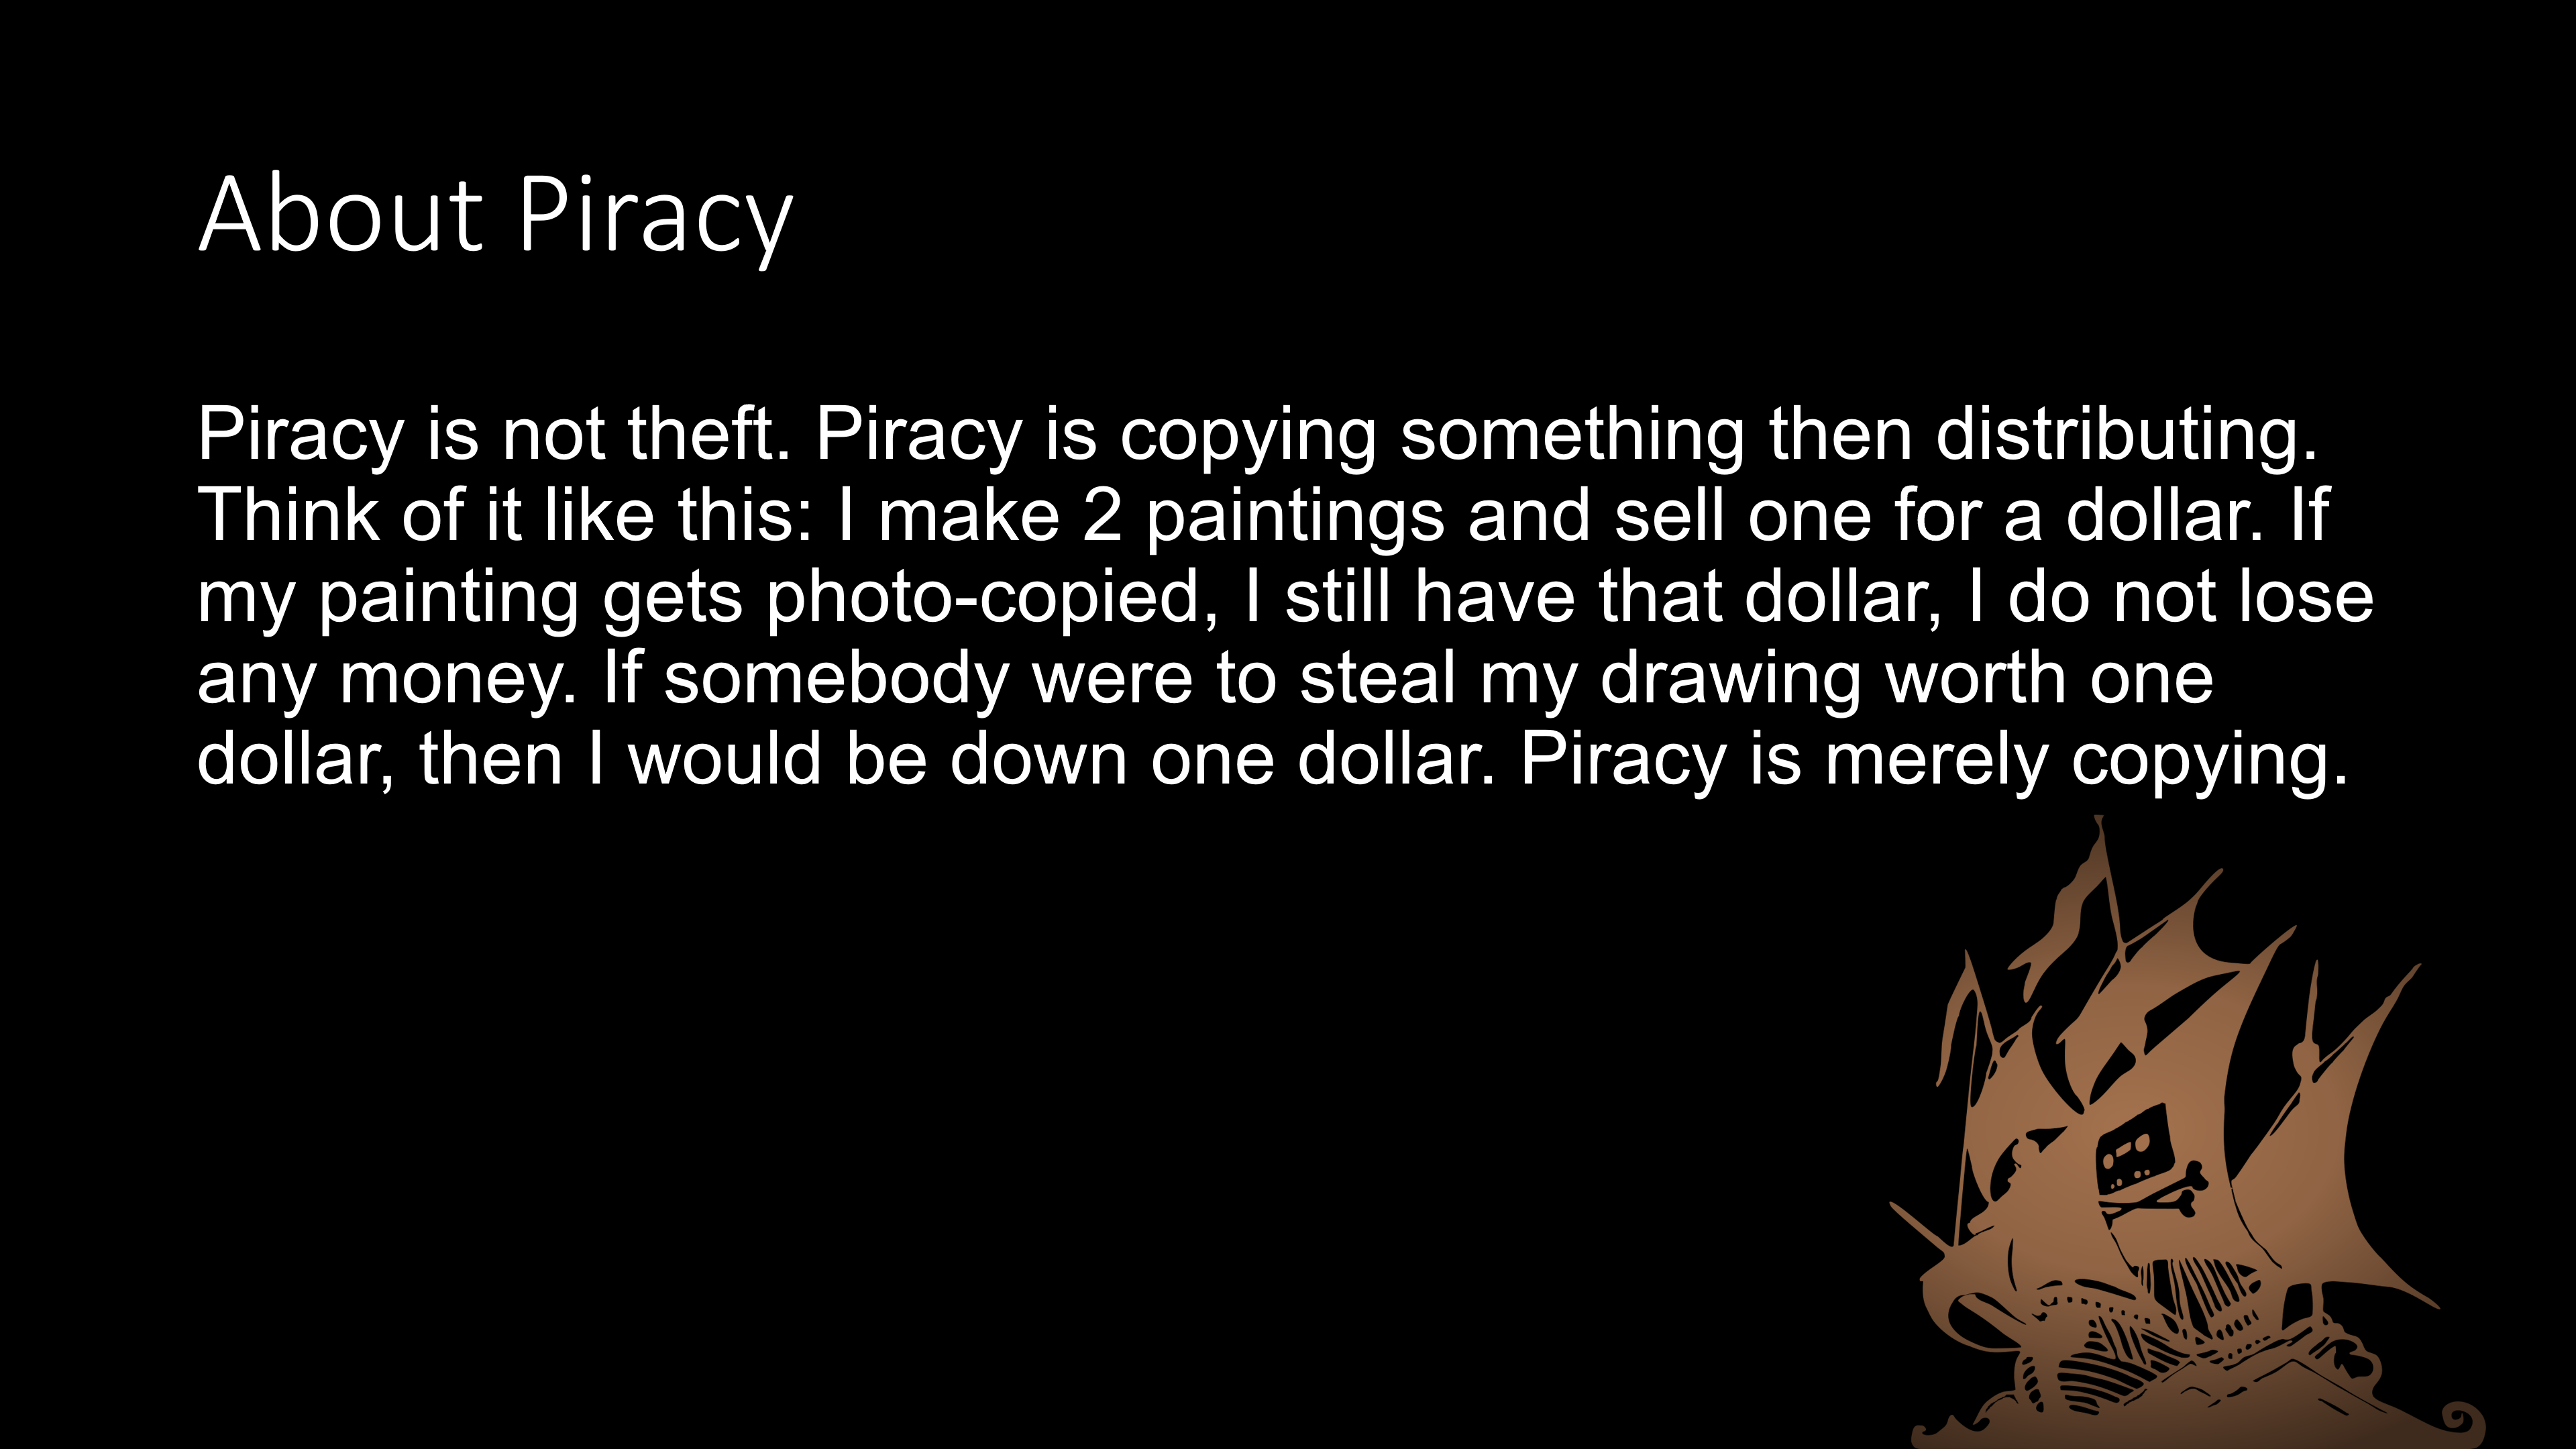 About Piracy
Piracy is not theft. Piracy is copying something then distributing.
Think of it like this: I make 2 paintings and sell one for a dollar. If
my painting gets photo-copied, I still have that dollar, I do not lose
any money. If somebody were to steal my drawing worth one
dollar, then I would be down one dollar. Piracy is merely copying.